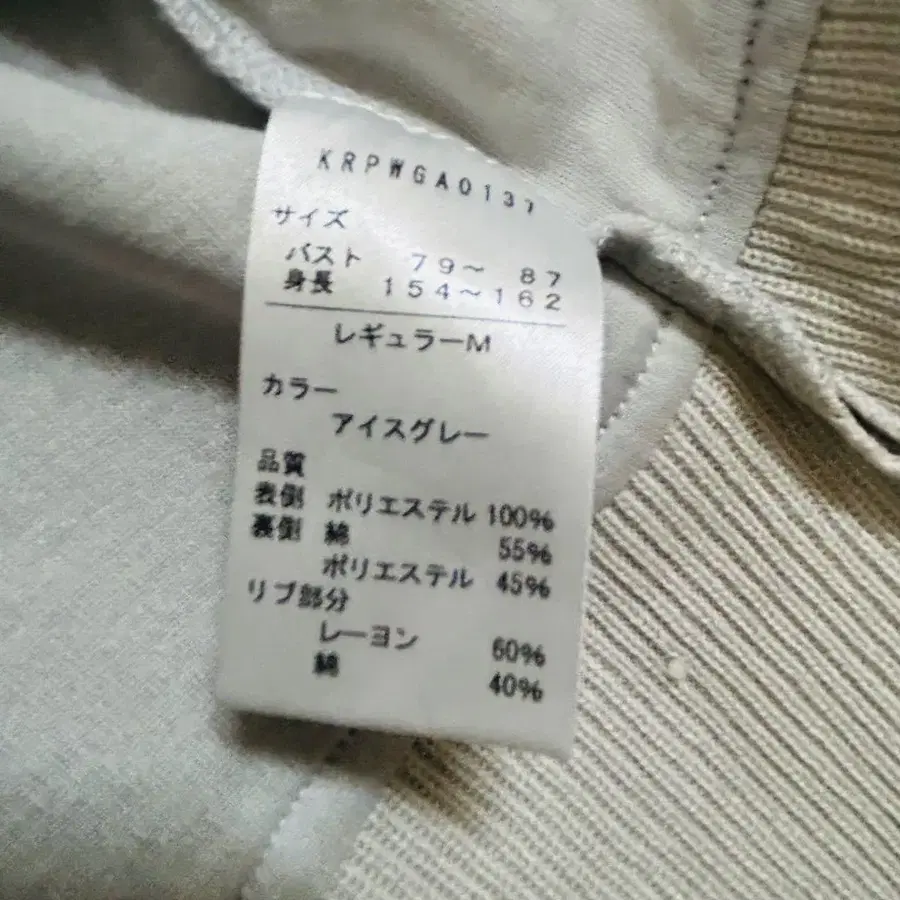 KRPWGA0137
サイズ
バスト 79～ 87
身長 154～162
レギュラーM
カラー
アイスグレー
品質
表側 ポリエステル 100%
裏側 綿 55%
ポリエステル 45%
リブ部分
レーヨン 60%
綿 40%